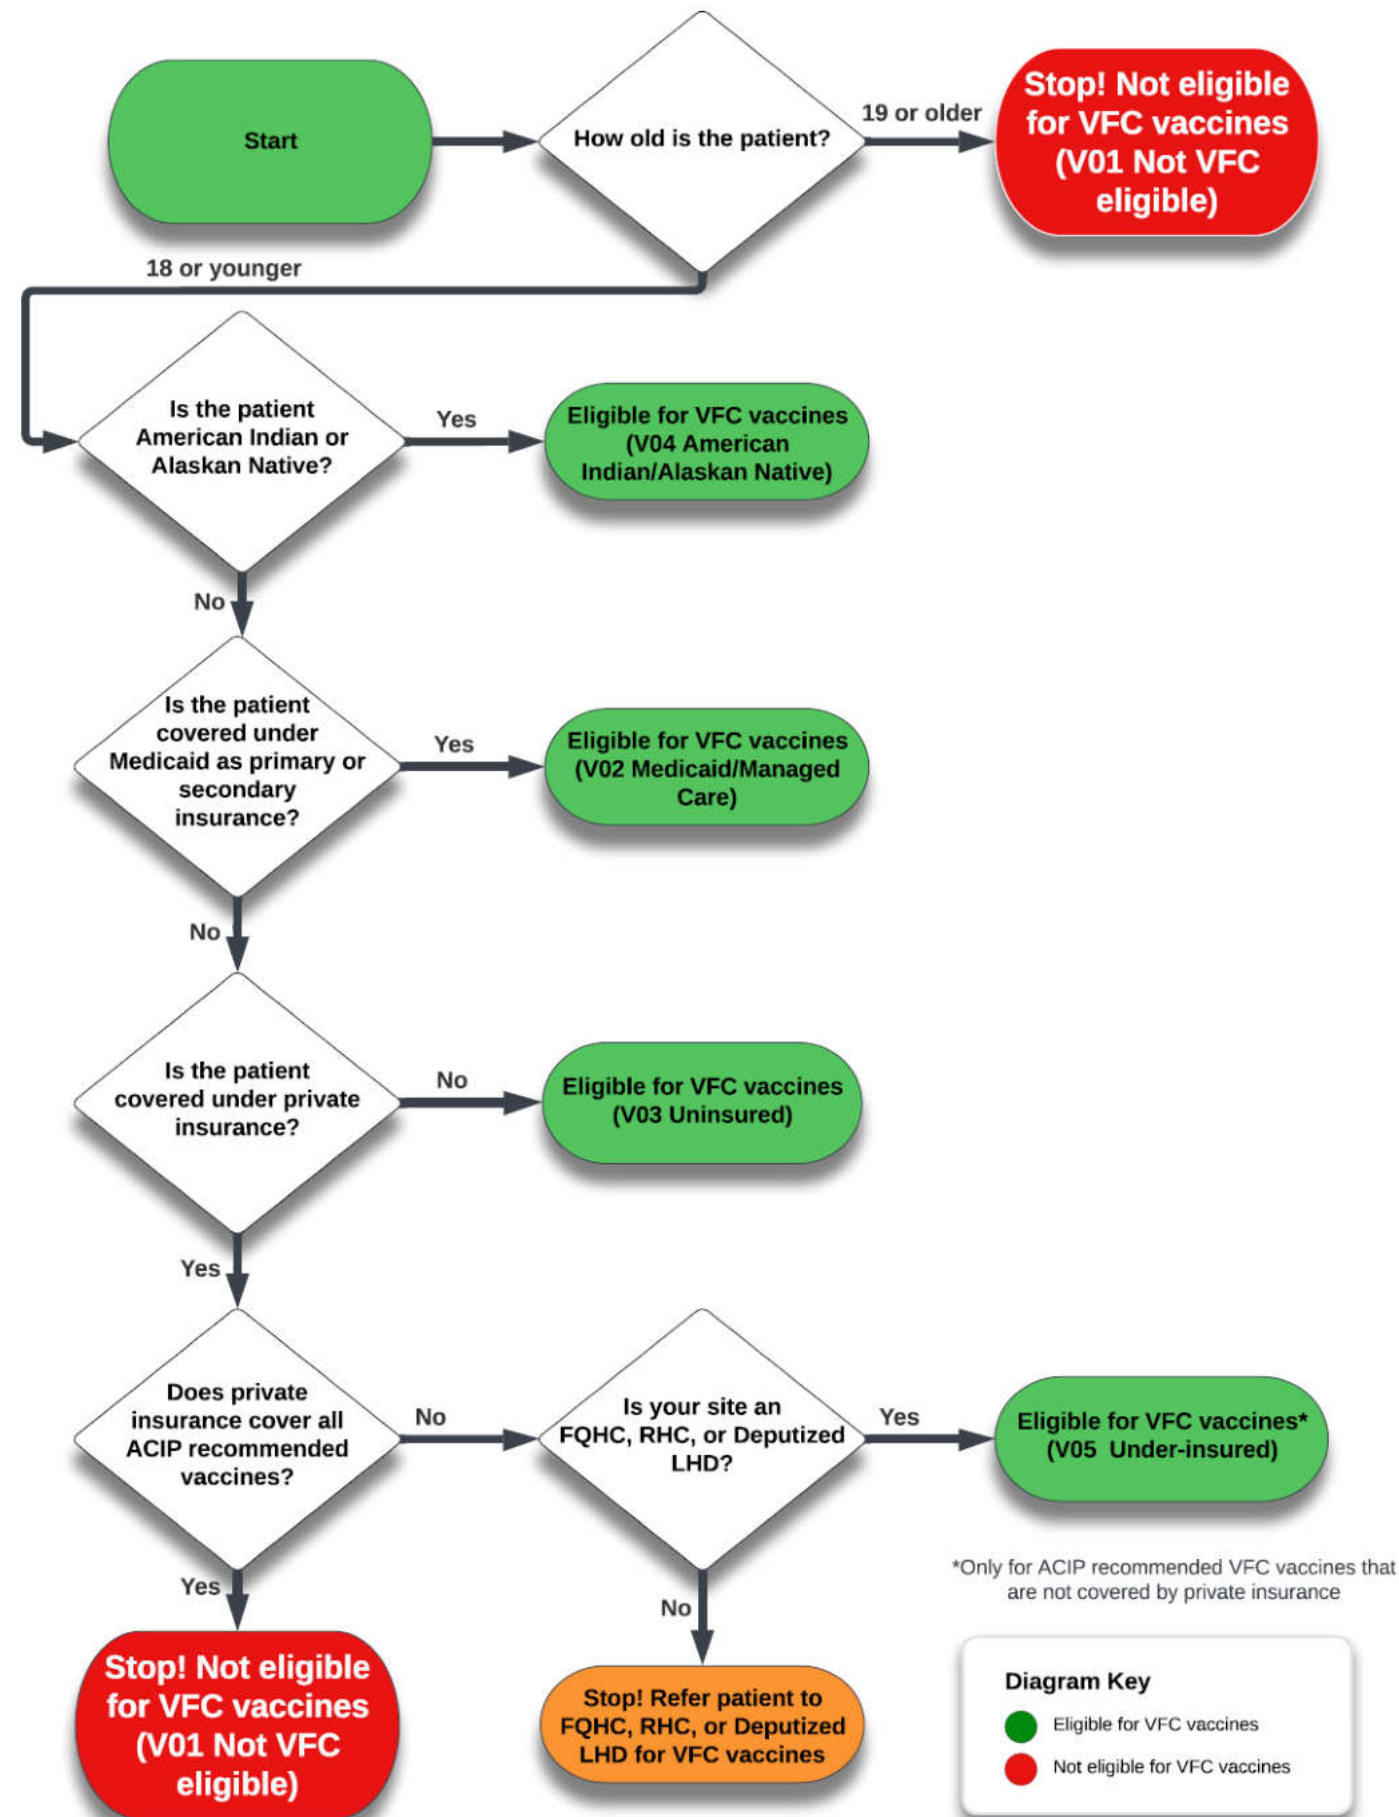 Start
How old is the patient?
19 or older
Stop! Not eligible
for VFC vaccines
(V01 Not VFC
eligible)
18 or younger
Is the patient
American Indian or
Alaskan Native?
Yes
Eligible for VFC vaccines
(V04 American
Indian/Alaskan Native)
No
Is the patient
covered under
Medicaid as primary or
secondary
insurance?
Yes
Eligible for VFC vaccines
(V02 Medicaid/Managed
Care)
No
Is the patient
covered under private
insurance?
No
Eligible for VFC vaccines
(V03 Uninsured)
Yes
Does private
insurance cover all
ACIP recommended
vaccines?
No
Is your site an
FQHC, RHC, or Deputized
LHD?
Yes
Eligible for VFC vaccines*
(V05 Under-insured)
*Only for ACIP recommended VFC vaccines that
are not covered by private insurance
Yes
Stop! Not eligible
for VFC vaccines
(V01 Not VFC
eligible)
No
Stop! Refer patient to
FQHC, RHC, or Deputized
LHD for VFC vaccines
Diagram Key
Eligible for VFC vaccines
Not eligible for VFC vaccines